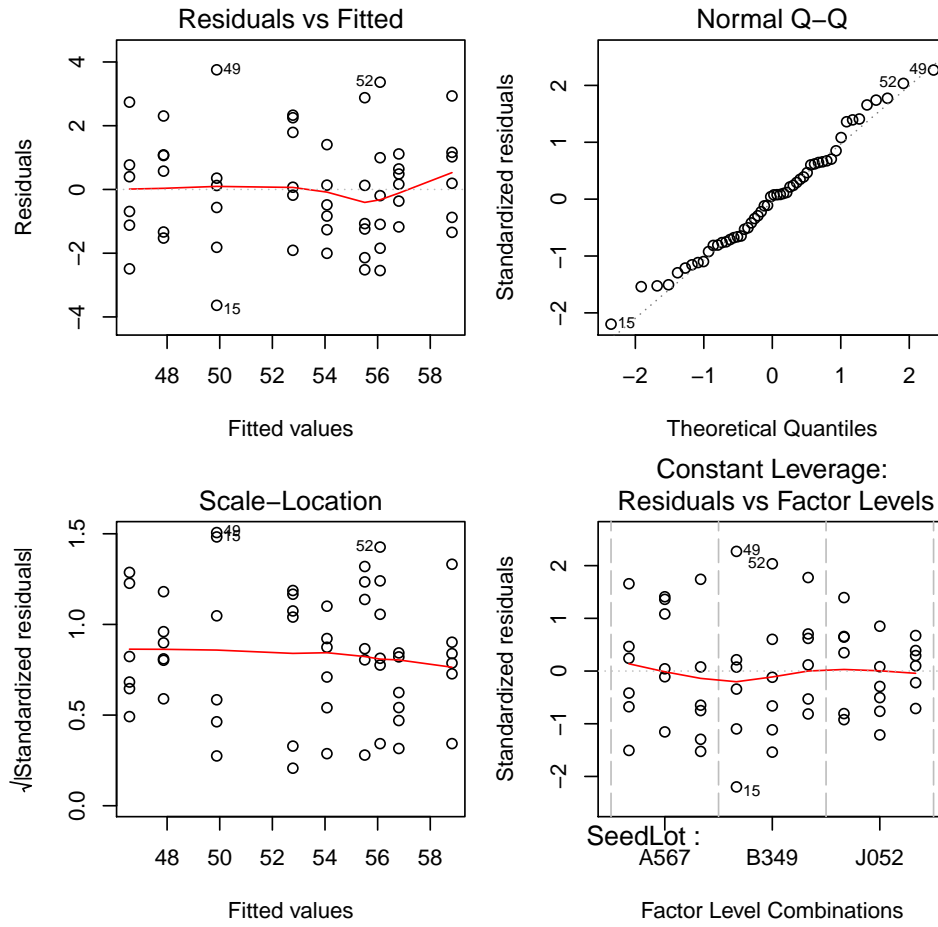 Residuals vs Fitted
Residuals
4
2
0
−2
−4
49
52
15
48 50 52 54 56 58
Fitted values
Normal Q−Q
Standardized residuals
2
1
0
−1
−2
52
49
15
−2 −1 0 1 2
Theoretical Quantiles
Scale−Location
√|Standardized residuals|
1.5
1.0
0.5
0.0
49
15
52
48 50 52 54 56 58
Fitted values
Constant Leverage:
Residuals vs Factor Levels
Standardized residuals
2
1
0
−1
−2
49
52
15
SeedLot :
A567 B349 J052
Factor Level Combinations